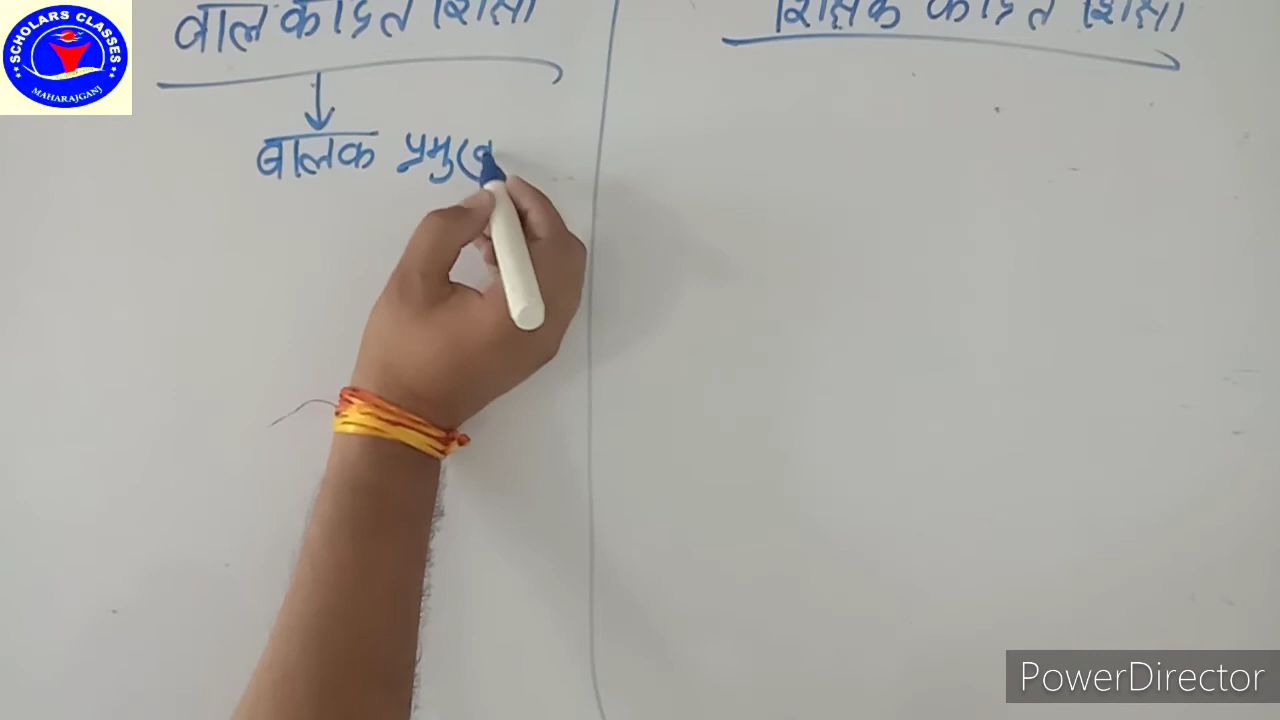 SCHOLARS CLASSES
MAHARAJGANJ
बाल केंद्रित शिक्षा
शिक्षक केंद्रित शिक्षा
बालक प्रमुख
PowerDirector